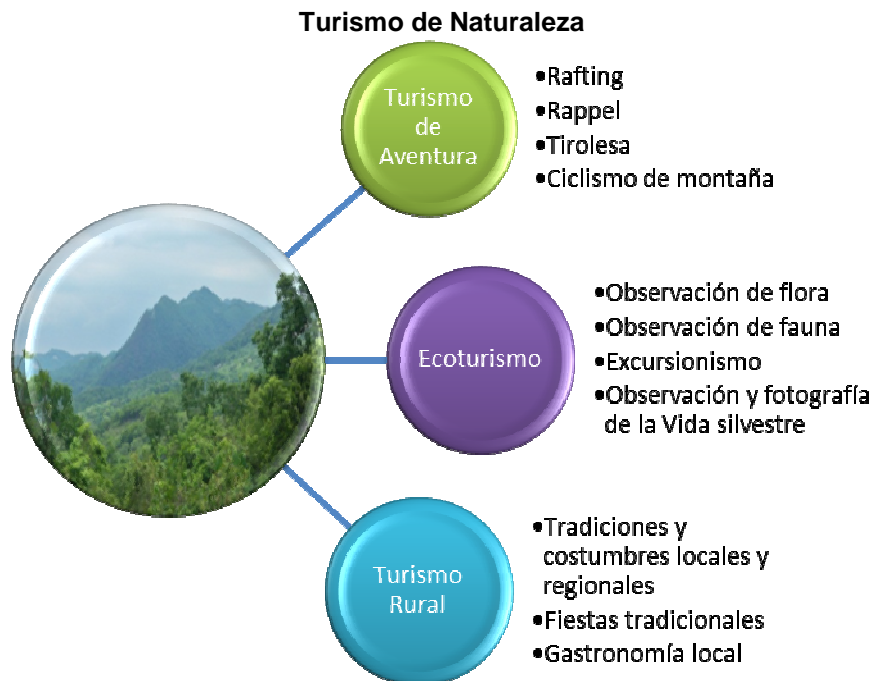 Turismo de Naturaleza
Turismo
de
Aventura
•Rafting
•Rappel
•Tirolesa
•Ciclismo de montaña
Ecoturismo
•Observación de flora
•Observación de fauna
•Excursionismo
•Observación y fotografía
de la Vida silvestre
Turismo
Rural
•Tradiciones y
costumbres locales y
regionales
•Fiestas tradicionales
•Gastronomía local